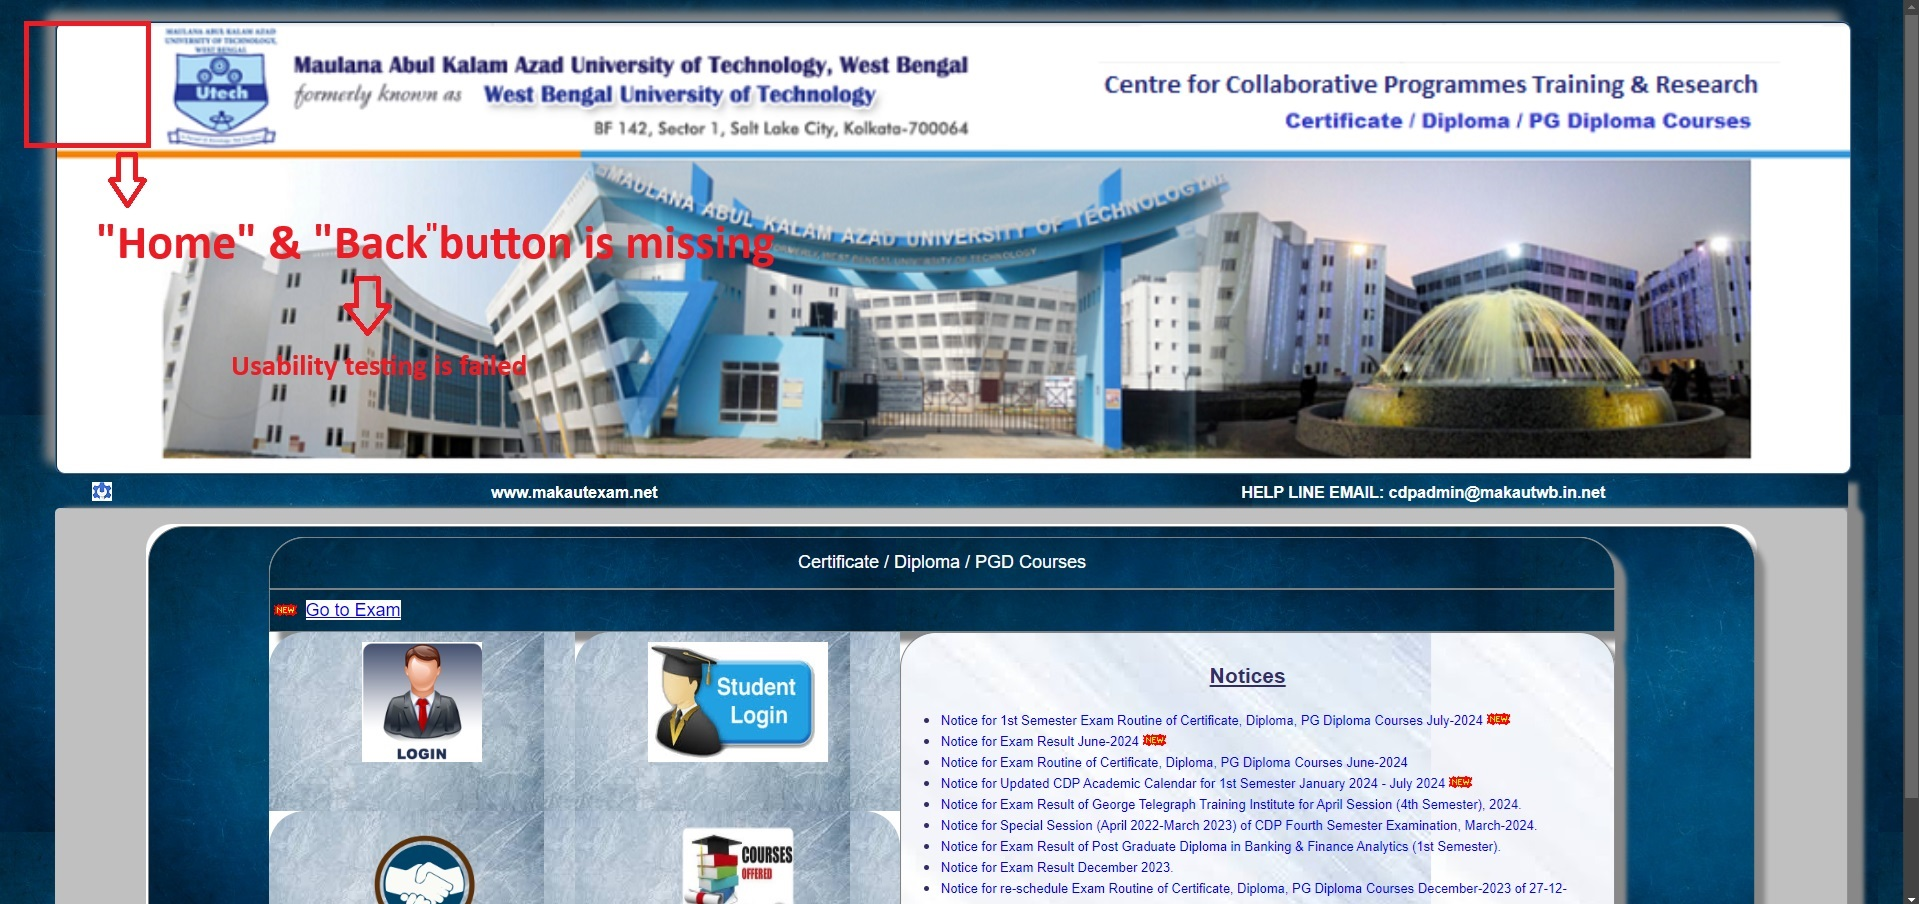 MAULANA ABUL KALAM AZAD
UNIVERSITY OF TECHNOLOGY,
WEST BENGAL
Utech
Maulana Abul Kalam Azad University of Technology, West Bengal
formerly known as West Bengal University of Technology
BF 142, Sector 1, Salt Lake City, Kolkata-700064
Centre for Collaborative Programmes Training & Research
Certificate / Diploma / PG Diploma Courses
MAULANA ABUL KALAM AZAD UNIVERSITY OF TECHNOLOGY
"Home" & "Back" button is missing
Usability testing is failed
www.makautexam.net
HELP LINE EMAIL: cdpadmin@makautwb.in.net
Certificate / Diploma / PGD Courses
NEW Go to Exam
LOGIN
Student
Login
COURSES
OFFERED
Notices
Notice for 1st Semester Exam Routine of Certificate, Diploma, PG Diploma Courses July-2024 NEW
Notice for Exam Result June-2024 NEW
Notice for Exam Routine of Certificate, Diploma, PG Diploma Courses June-2024
Notice for Updated CDP Academic Calendar for 1st Semester January 2024 - July 2024 NEW
Notice for Exam Result of George Telegraph Training Institute for April Session (4th Semester), 2024.
Notice for Special Session (April 2022-March 2023) of CDP Fourth Semester Examination, March-2024.
Notice for Exam Result of Post Graduate Diploma in Banking & Finance Analytics (1st Semester).
Notice for Exam Result December 2023.
Notice for re-schedule Exam Routine of Certificate, Diploma, PG Diploma Courses December-2023 of 27-12-